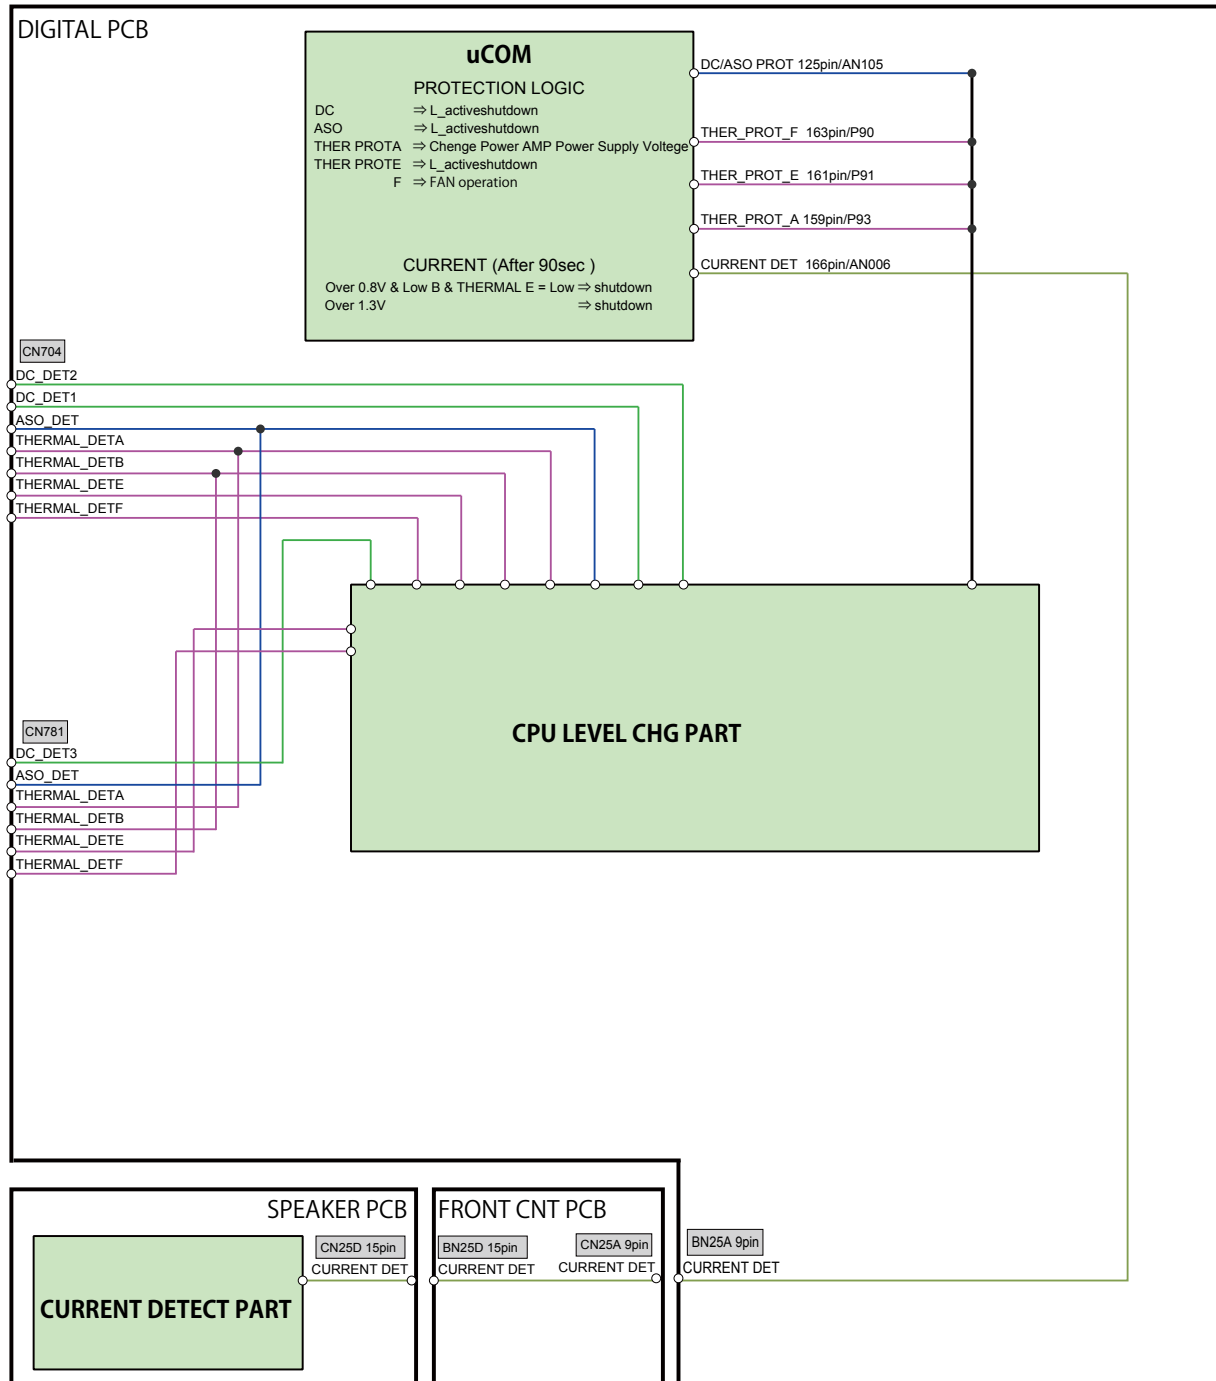 DIGITAL PCB
uCOM
PROTECTION LOGIC
DC ⇒ L_activeshutdown
ASO ⇒ L_activeshutdown
THER PROTA ⇒ Chenge Power AMP Power Supply Voltege
THER PROTE ⇒ L_activeshutdown
F ⇒ FAN operation
CURRENT (After 90sec )
Over 0.8V & Low B & THERMAL E = Low ⇒ shutdown
Over 1.3V ⇒ shutdown
DC/ASO PROT 125pin/AN105
THER_PROT_F 163pin/P90
THER_PROT_E 161pin/P91
THER_PROT_A 159pin/P93
CURRENT DET 166pin/AN006
CN704
DC_DET2
DC_DET1
ASO_DET
THERMAL_DETA
THERMAL_DETB
THERMAL_DETE
THERMAL_DETF
CPU LEVEL CHG PART
CN781
DC_DET3
ASO_DET
THERMAL_DETA
THERMAL_DETB
THERMAL_DETE
THERMAL_DETF
SPEAKER PCB
CN25D 15pin
CURRENT DET
CURRENT DETECT PART
FRONT CNT PCB
BN25D 15pin
CURRENT DET
CN25A 9pin
CURRENT DET
BN25A 9pin
CURRENT DET